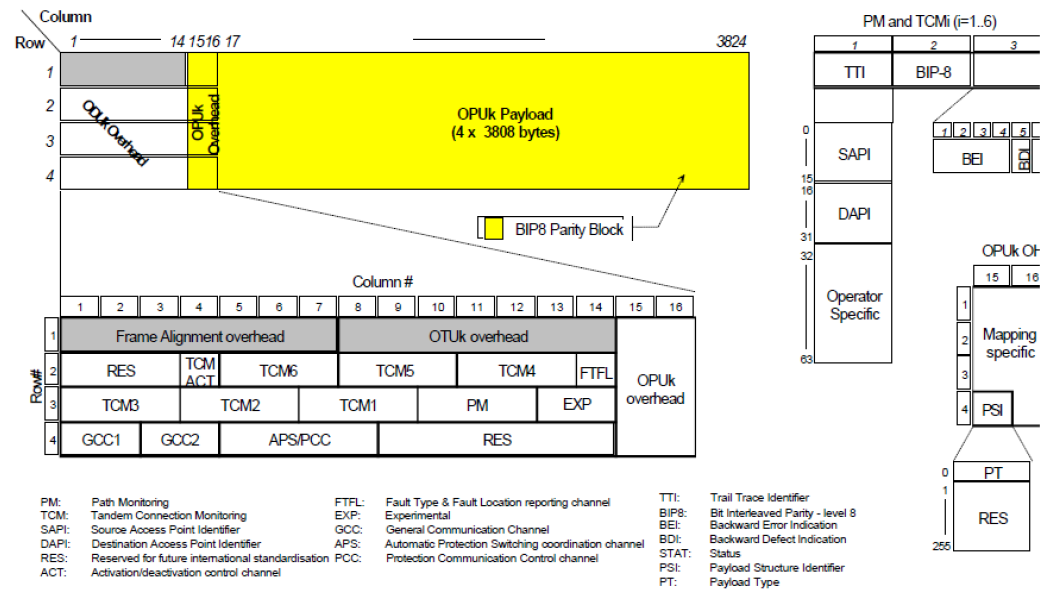 Column
Row 1 14 15 16 17 3824
1
2
3
4
ODUk Overhead
OPUk
Overhead
OPUk Payload
(4 x 3808 bytes)
BIP8 Parity Block
PM and TCMi (i=1..6)
1 2 3
TTI BIP-8
0
15
16
31
32
63
SAPI
DAPI
Operator
Specific
1 2 3 4 5
BEI BDI
Column #
1 2 3 4 5 6 7 8 9 10 11 12 13 14 15 16
Row#
1 Frame Alignment overhead OTUk overhead
2 RES TCM ACT TCM6 TCM5 TCM4 FTFL
3 TCM3 TCM2 TCM1 PM EXP
4 GCC1 GCC2 APS/PCC RES
OPUk
overhead
OPUk OH
15 16
1
2
3
4
Mapping
specific
PSI
0 PT
1
RES
255
PM: Path Monitoring
TCM: Tandem Connection Monitoring
SAPI: Source Access Point Identifier
DAPI: Destination Access Point Identifier
RES: Reserved for future international standardisation
ACT: Activation/deactivation control channel
FTFL: Fault Type & Fault Location reporting channel
EXP: Experimental
GCC: General Communication Channel
APS: Automatic Protection Switching coordination channel
PCC: Protection Communication Control channel
TTI: Trail Trace Identifier
BIP8: Bit Interleaved Parity - level 8
BEI: Backward Error Indication
BDI: Backward Defect Indication
STAT: Status
PSI: Payload Structure Identifier
PT: Payload Type